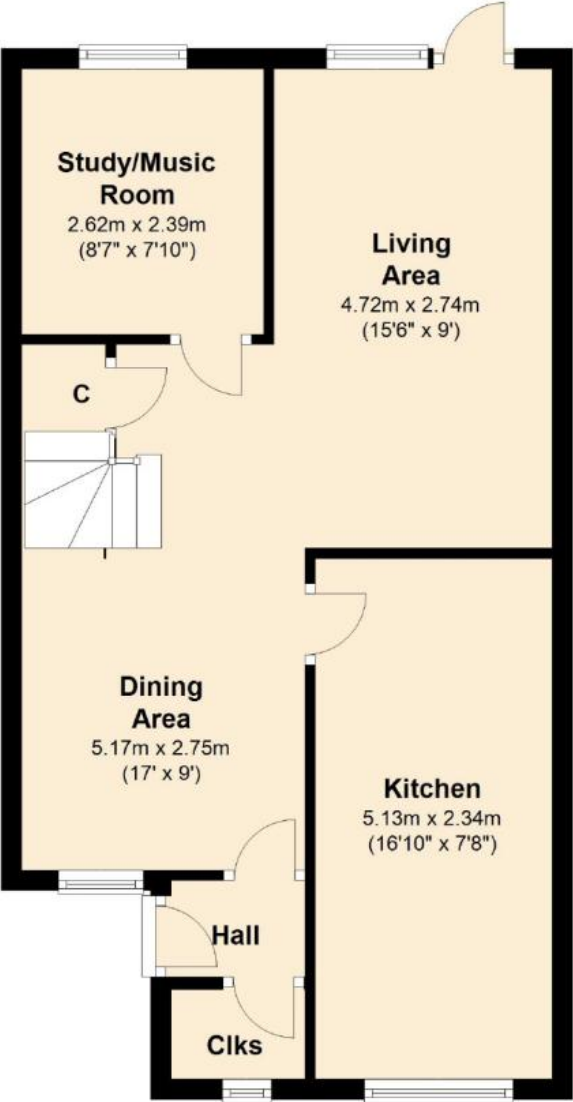 Study/Music
Room
2.62m x 2.39m
(8'7" x 7'10")
Living
Area
4.72m x 2.74m
(15'6" x 9')
C
Dining
Area
5.17m x 2.75m
(17' x 9')
Kitchen
5.13m x 2.34m
(16'10" x 7'8")
Hall
Clks